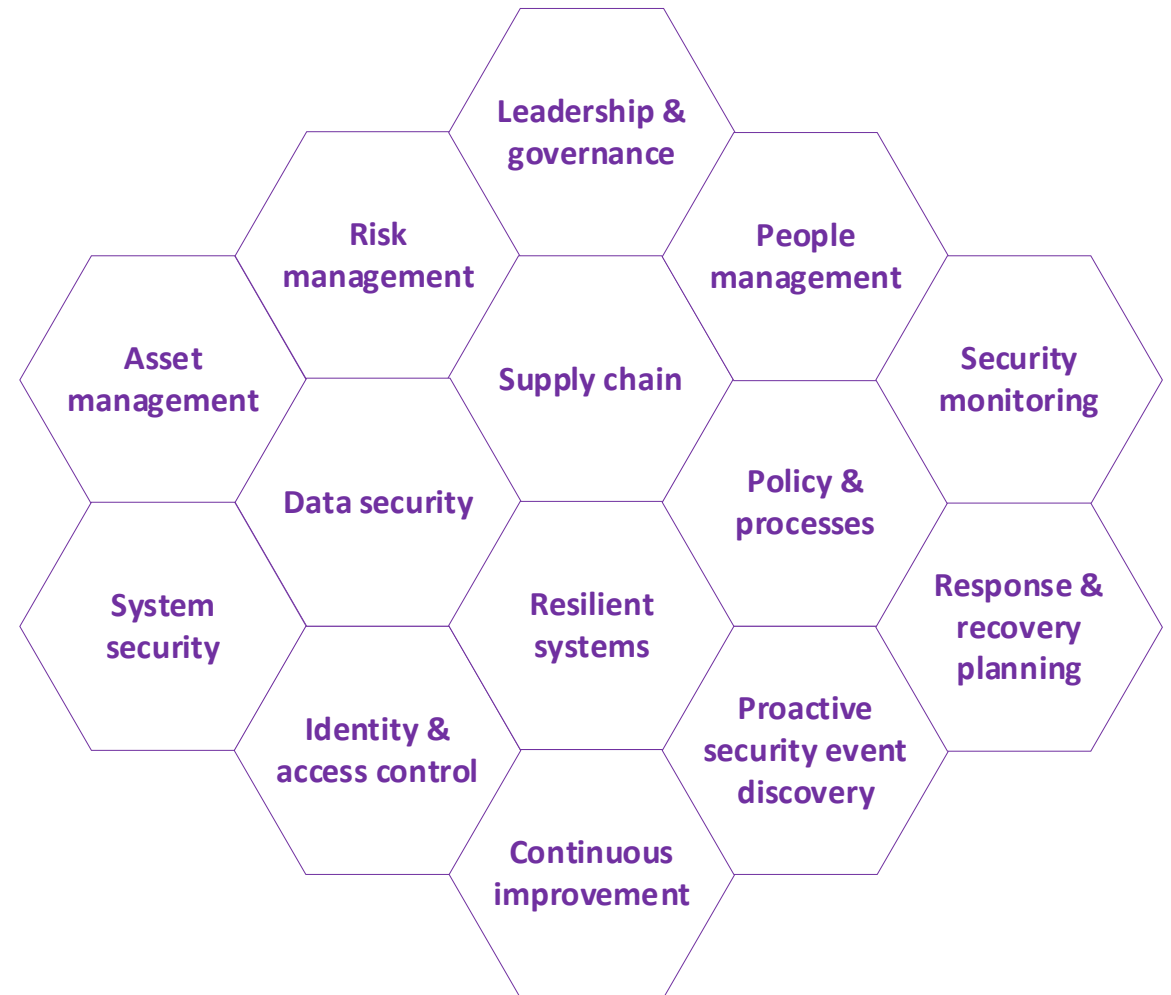 Leadership &
governance
Risk
management
People
management
Asset
management
Supply chain
Security
monitoring
Data security
Policy &
processes
System
security
Resilient
systems
Response &
recovery
planning
Identity &
access control
Proactive
security event
discovery
Continuous
improvement